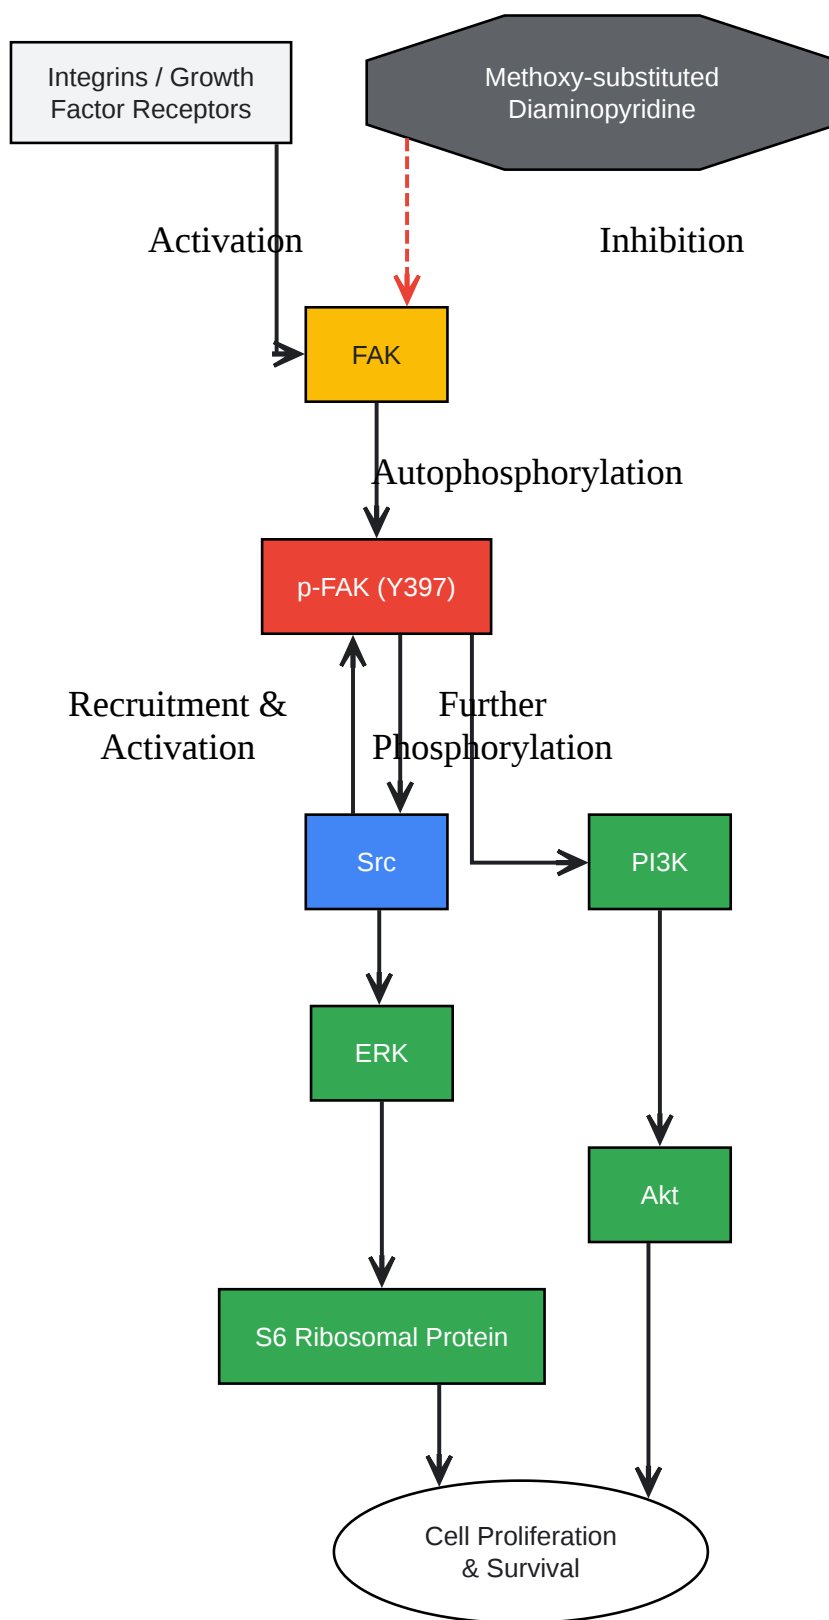 Integrins / Growth
Factor Receptors
Methoxy-substituted
Diaminopyridine
Activation
Inhibition
FAK
Autophosphorylation
p-FAK (Y397)
Recruitment &
Activation
Further
Phosphorylation
Src
PI3K
ERK
Akt
S6 Ribosomal Protein
Cell Proliferation
& Survival